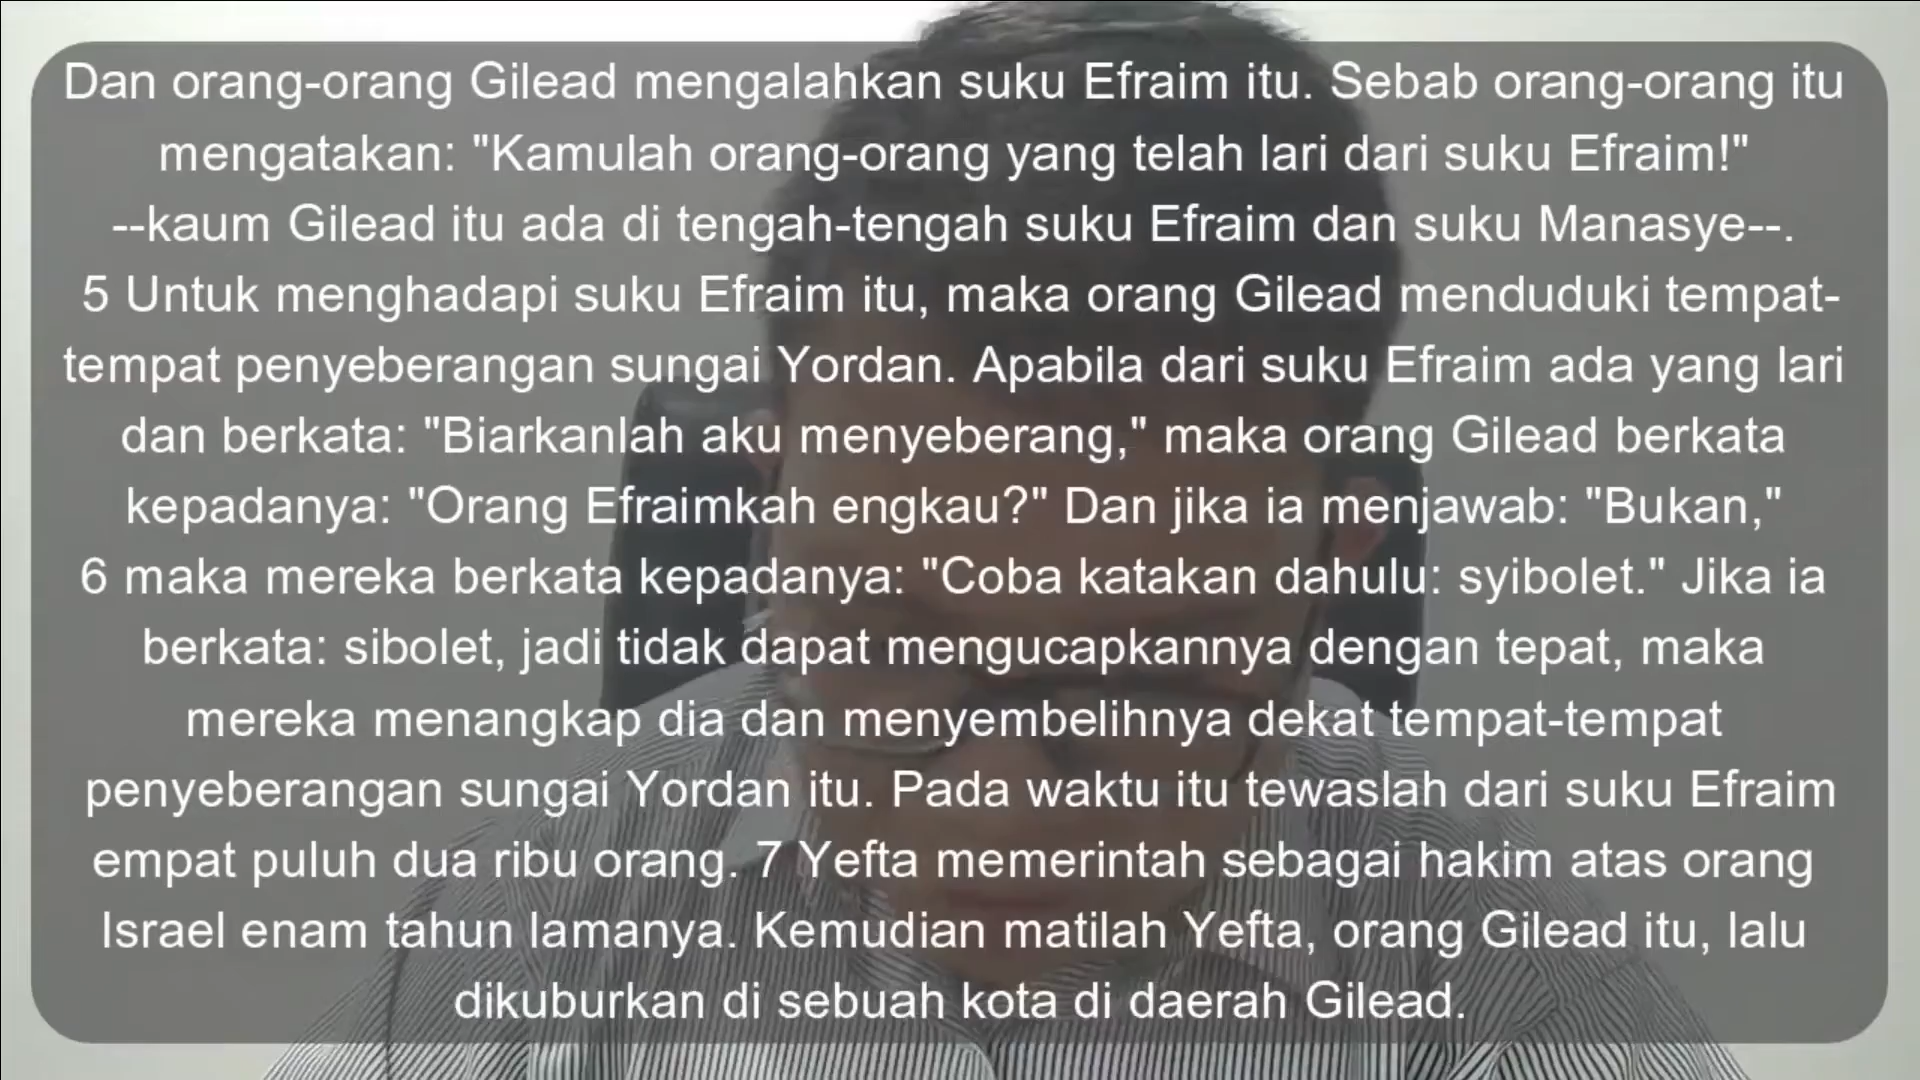 Dan orang-orang Gilead mengalahkan suku Efraim itu. Sebab orang-orang itu
mengatakan: "Kamulah orang-orang yang telah lari dari suku Efraim!"
--kaum Gilead itu ada di tengah-tengah suku Efraim dan suku Manasye--.
5 Untuk menghadapi suku Efraim itu, maka orang Gilead menduduki tempat-
tempat penyeberangan sungai Yordan. Apabila dari suku Efraim ada yang lari
dan berkata: "Biarkanlah aku menyeberang," maka orang Gilead berkata
kepadanya: "Orang Efraimkah engkau?" Dan jika ia menjawab: "Bukan,"
6 maka mereka berkata kepadanya: "Coba katakan dahulu: syibolet." Jika ia
berkata: sibolet, jadi tidak dapat mengucapkannya dengan tepat, maka
mereka menangkap dia dan menyembelihnya dekat tempat-tempat
penyeberangan sungai Yordan itu. Pada waktu itu tewaslah dari suku Efraim
empat puluh dua ribu orang. 7 Yefta memerintah sebagai hakim atas orang
Israel enam tahun lamanya. Kemudian matilah Yefta, orang Gilead itu, lalu
dikuburkan di sebuah kota di daerah Gilead.